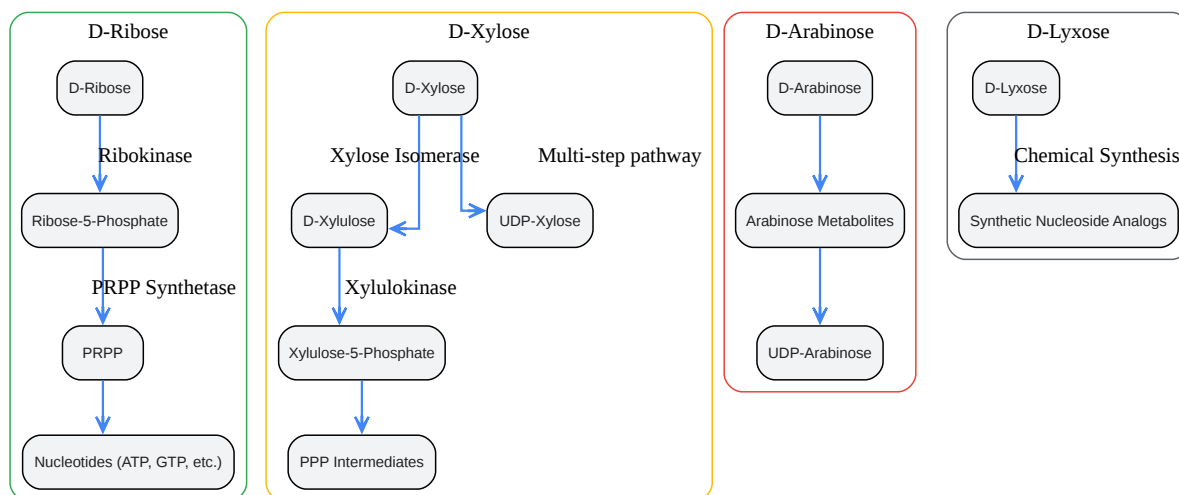 D-Ribose
D-Ribose
Ribokinase
Ribose-5-Phosphate
PRPP Synthetase
PRPP
Nucleotides (ATP, GTP, etc.)
D-Xylose
D-Xylose
Xylose Isomerase
Multi-step pathway
D-Xylulose
UDP-Xylose
Xylulokinase
Xylulose-5-Phosphate
PPP Intermediates
D-Arabinose
D-Arabinose
Arabinose Metabolites
UDP-Arabinose
D-Lyxose
D-Lyxose
Chemical Synthesis
Synthetic Nucleoside Analogs